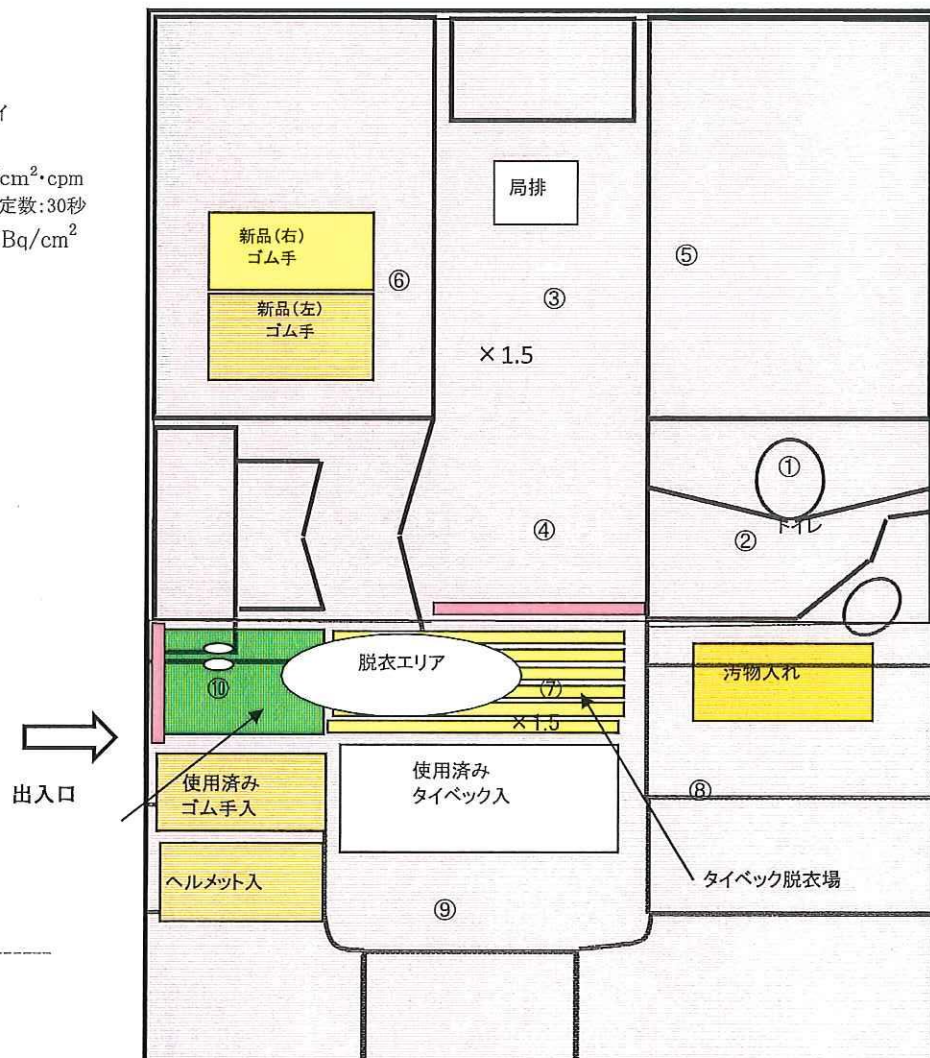 イ
cm²・cpm
定数:30秒
Bq/cm²
局排
新品(右)
ゴム手
⑥
新品(左)
ゴム手
③
⑤
×1.5
①
④
②
トイレ
脱衣エリア
⑩
⑦
×1.5
汚物入れ
出入口
使用済み
ゴム手入
使用済み
タイベック入
⑧
ヘルメット入
タイベック脱衣場
⑨